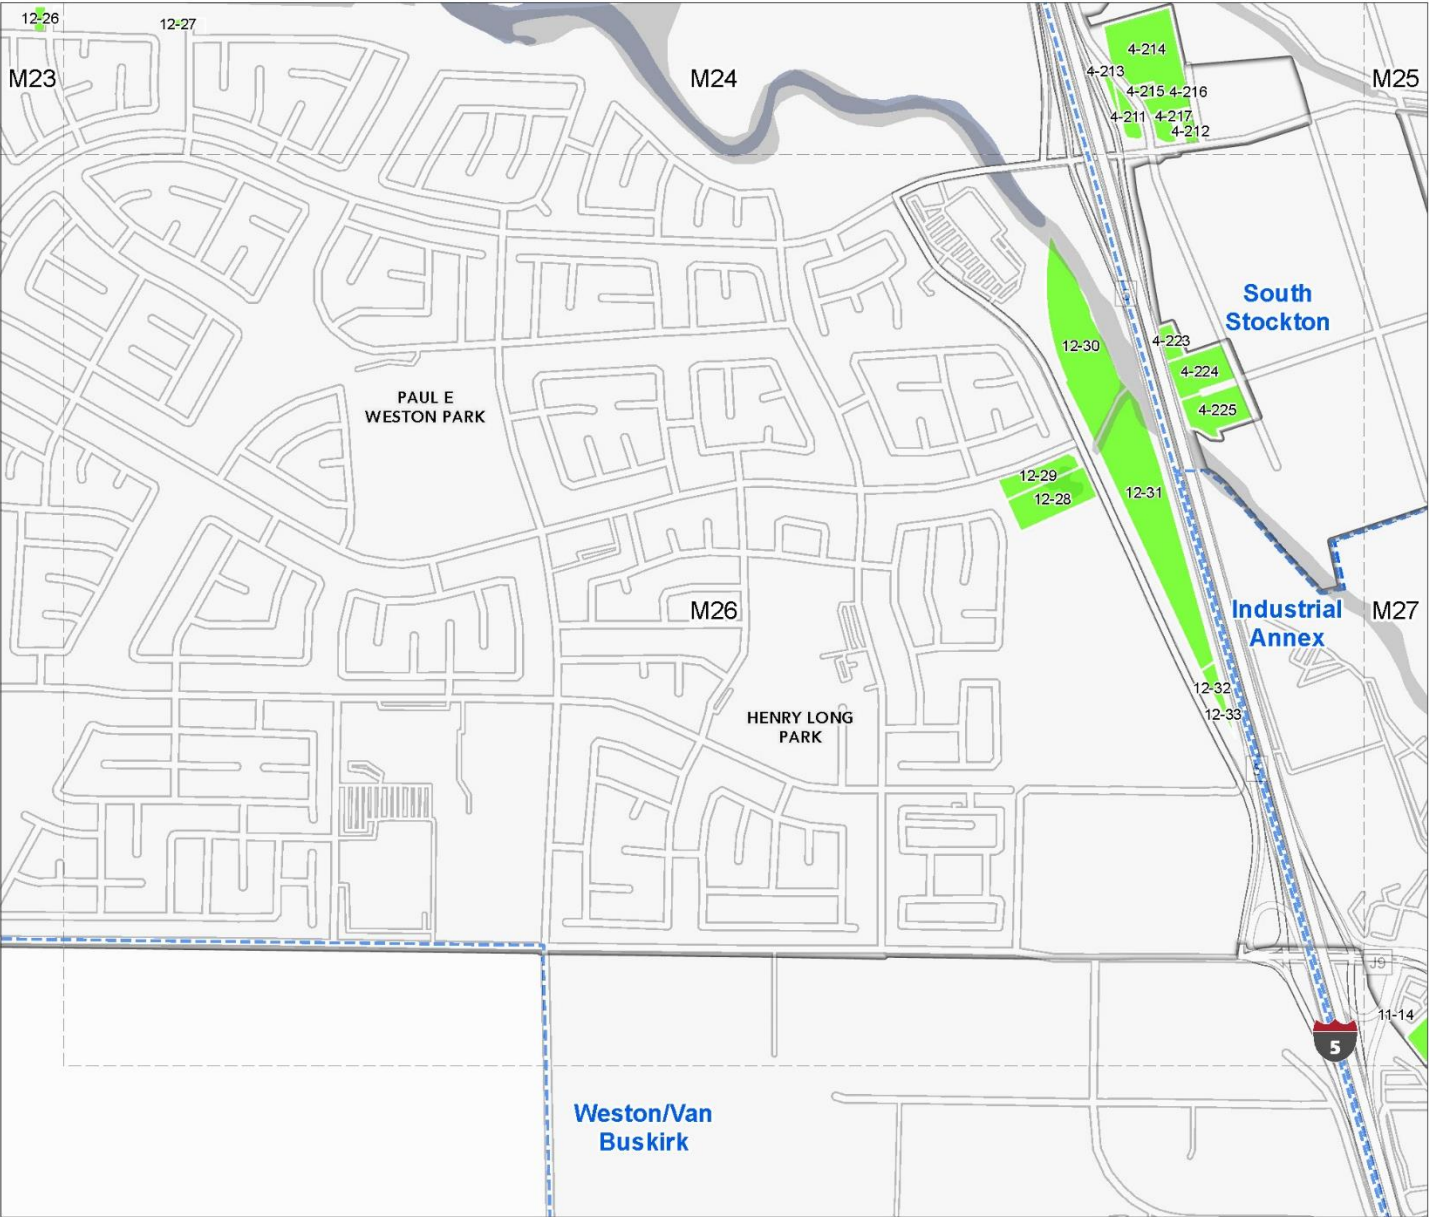 12-26
12-27
M23
M24
M25
4-214
4-213
4-215
4-216
4-211
4-217
4-212
South
Stockton
12-30
4-223
4-224
4-225
PAUL E
WESTON PARK
12-29
12-28
12-31
M26
Industrial
Annex
M27
12-32
12-33
HENRY LONG
PARK
J9
11-14
5
Weston/Van
Buskirk